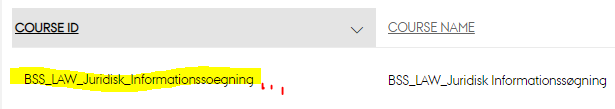 COURSE ID COURSE NAME
BSS_LAW_Juridisk_Informationssoegning BSS_LAW_Juridisk Informationssøgning